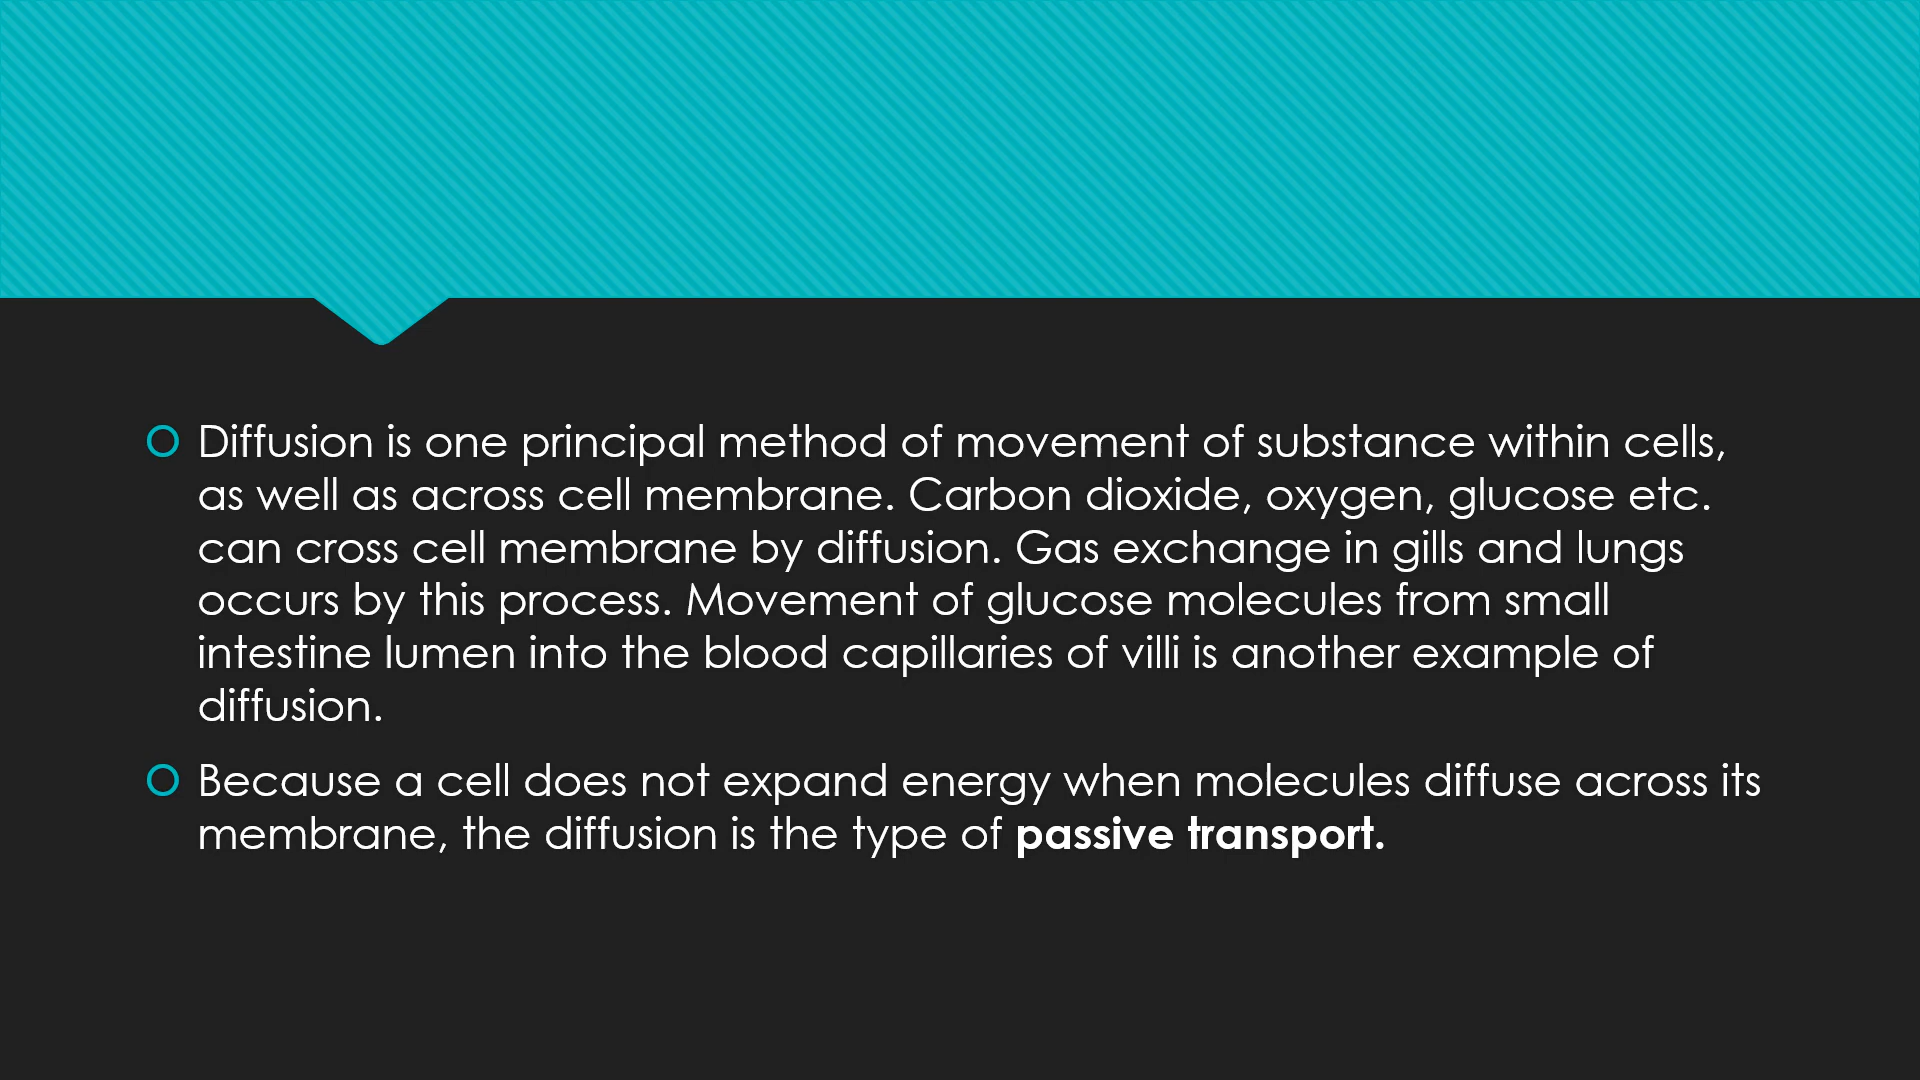 Diffusion is one principal method of movement of substance within cells,
as well as across cell membrane. Carbon dioxide, oxygen, glucose etc.
can cross cell membrane by diffusion. Gas exchange in gills and lungs
occurs by this process. Movement of glucose molecules from small
intestine lumen into the blood capillaries of villi is another example of
diffusion.
Because a cell does not expand energy when molecules diffuse across its
membrane, the diffusion is the type of passive transport.